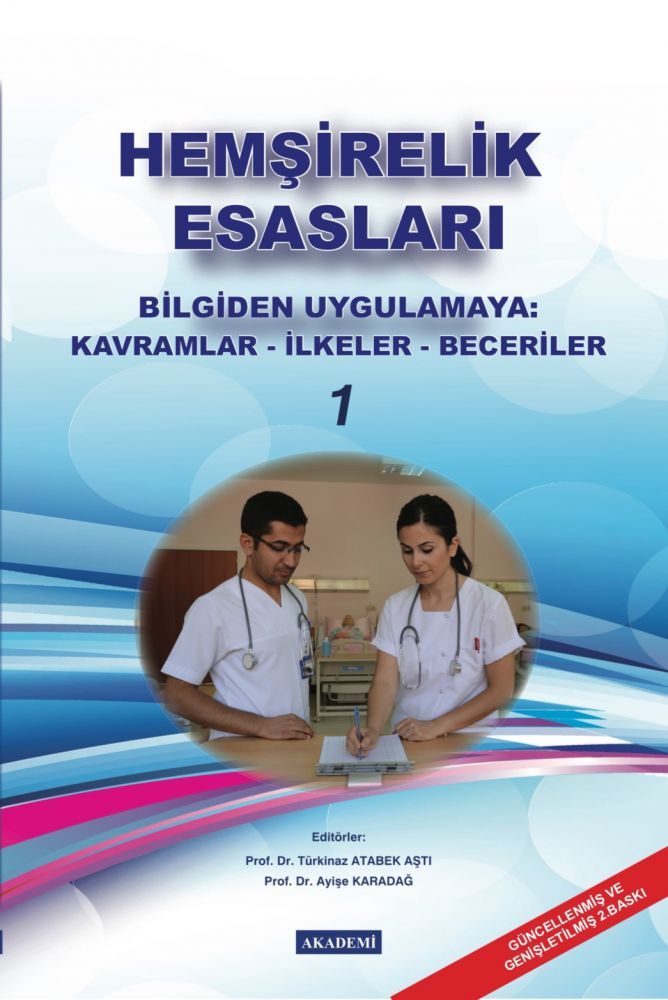 HEMŞİRELİK
ESASLARI
BİLGİDEN UYGULAMAYA:
KAVRAMLAR - İLKELER - BECERİLER
1
Editörler:
Prof. Dr. Türkinaz ATABEK AŞTI
Prof. Dr. Ayişe KARADAĞ
AKADEMİ
GÜNCELLENMİŞ VE
GENİŞLETİLMİŞ 2.BASKI